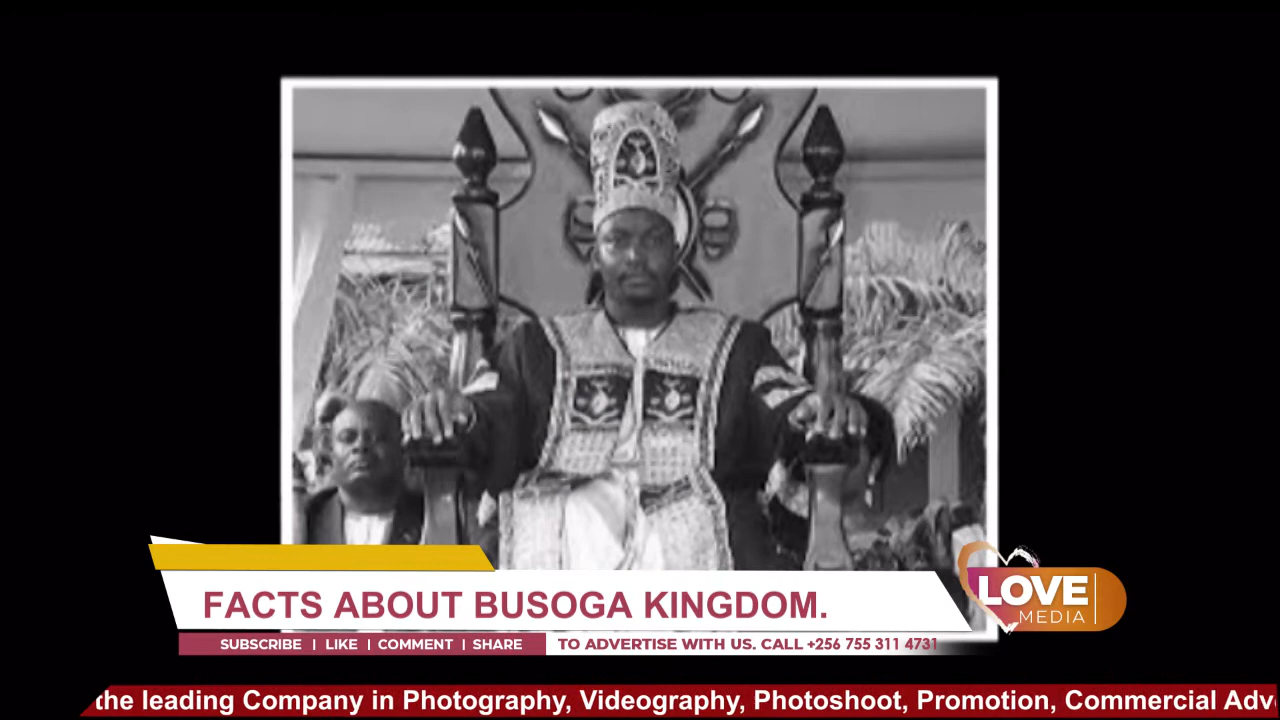 FACTS ABOUT BUSOGA KINGDOM.
LOVE
MEDIA
SUBSCRIBE | LIKE | COMMENT | SHARE
TO ADVERTISE WITH US. CALL +256 755 311 4731
the leading Company in Photography, Videography, Photoshoot, Promotion, Commercial Adve